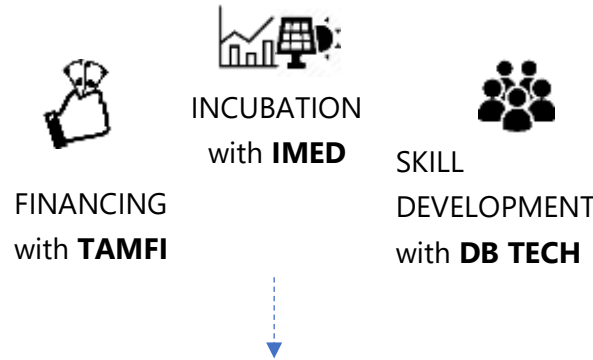 INCUBATION
with IMED
FINANCING
with TAMFI
SKILL
DEVELOPMENT
with DB TECH